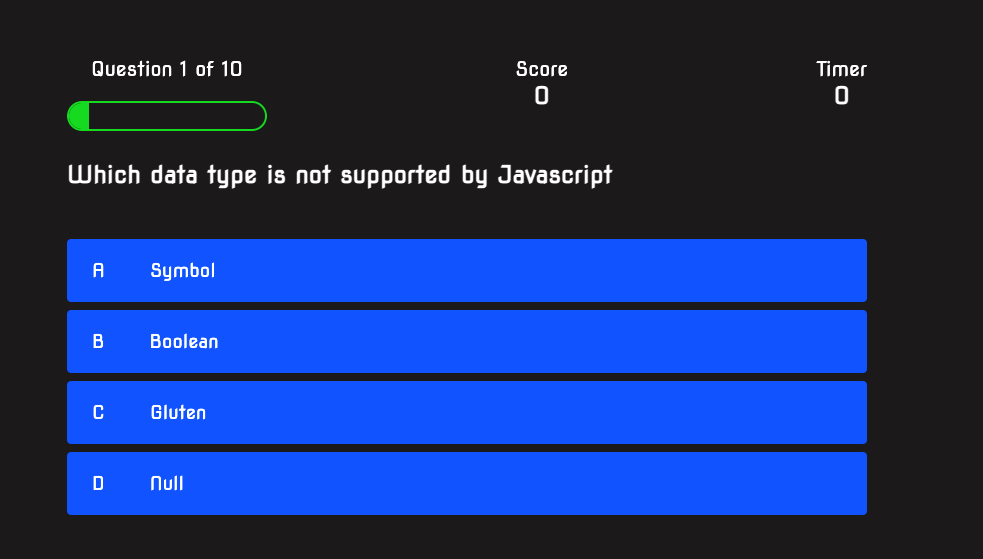 Question 1 of 10
Score
0
Timer
0
Which data type is not supported by Javascript
A Symbol
B Boolean
C Gluten
D Null